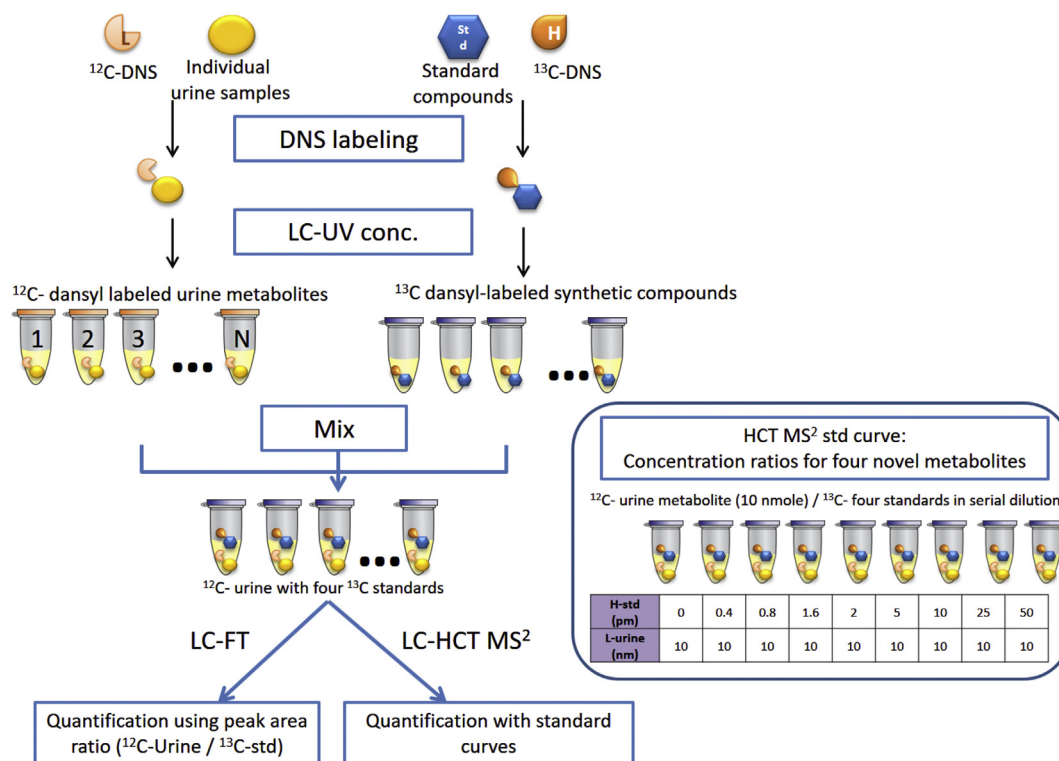 L
St
d
H
¹²C-DNS
Individual
urine samples
Standard
compounds
¹³C-DNS
DNS labeling
LC-UV conc.
¹²C- dansyl labeled urine metabolites
¹³C dansyl-labeled synthetic compounds
1 2 3 ... N
...
Mix
...
¹²C- urine with four ¹³C standards
LC-FT
LC-HCT MS²
Quantification using peak area
ratio (¹²C-Urine / ¹³C-std)
Quantification with standard
curves
HCT MS² std curve:
Concentration ratios for four novel metabolites
¹²C- urine metabolite (10 nmole) / ¹³C- four standards in serial dilution
H-std
(pm)
0 0.4 0.8 1.6 2 5 10 25 50
L-urine
(nm)
10 10 10 10 10 10 10 10 10